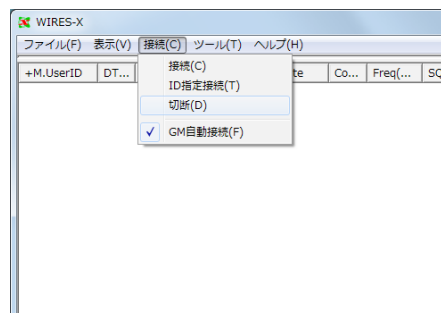 WIRES-X
ファイル(F) 表示(V) 接続(C) ツール(T) ヘルプ(H)
+M.UserID DT... te Co... Freq(... SQ
接続(C)
ID指定接続(T)
切断(D)
✓ GM自動接続(F)